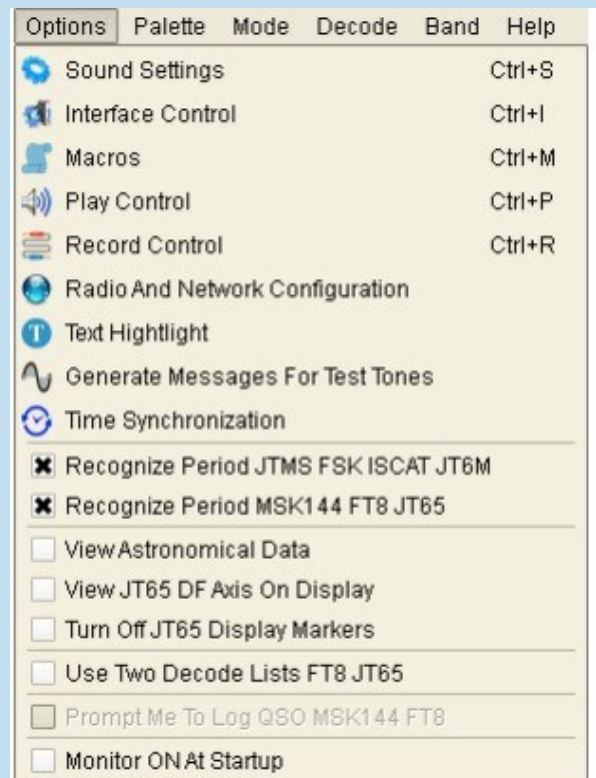 Options Palette Mode Decode Band Help
Sound Settings Ctrl+S
Interface Control Ctrl+I
Macros Ctrl+M
Play Control Ctrl+P
Record Control Ctrl+R
Radio And Network Configuration
T Text Hightlight
Generate Messages For Test Tones
Time Synchronization
Recognize Period JTMS FSK ISCAT JT6M
Recognize Period MSK144 FT8 JT65
View Astronomical Data
View JT65 DF Axis On Display
Turn Off JT65 Display Markers
Use Two Decode Lists FT8 JT65
Prompt Me To Log QSO MSK144 FT8
Monitor ON At Startup